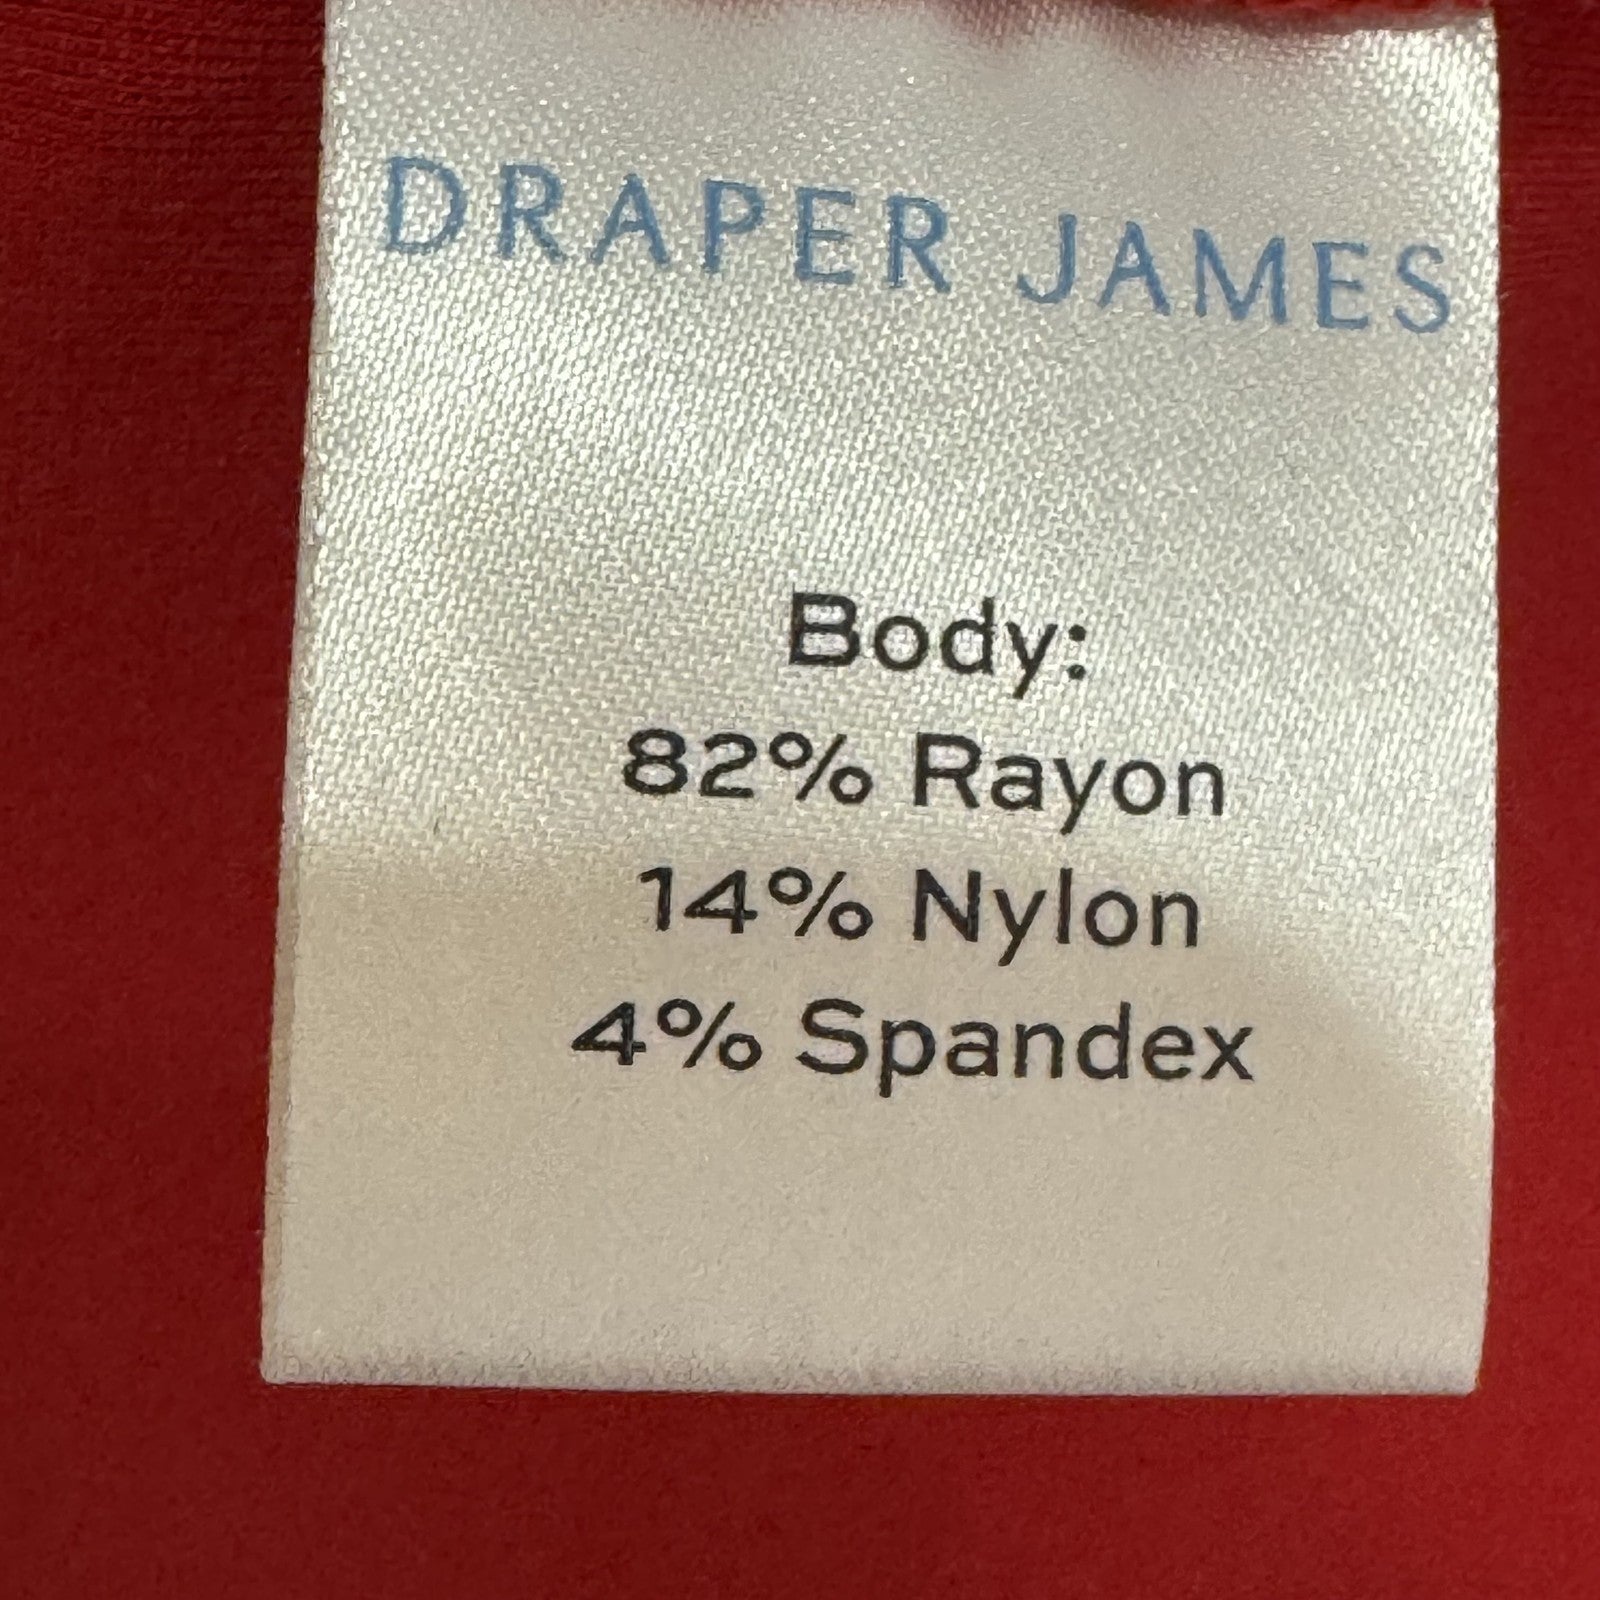 DRAPER JAMES
Body:
82% Rayon
14% Nylon
4% Spandex